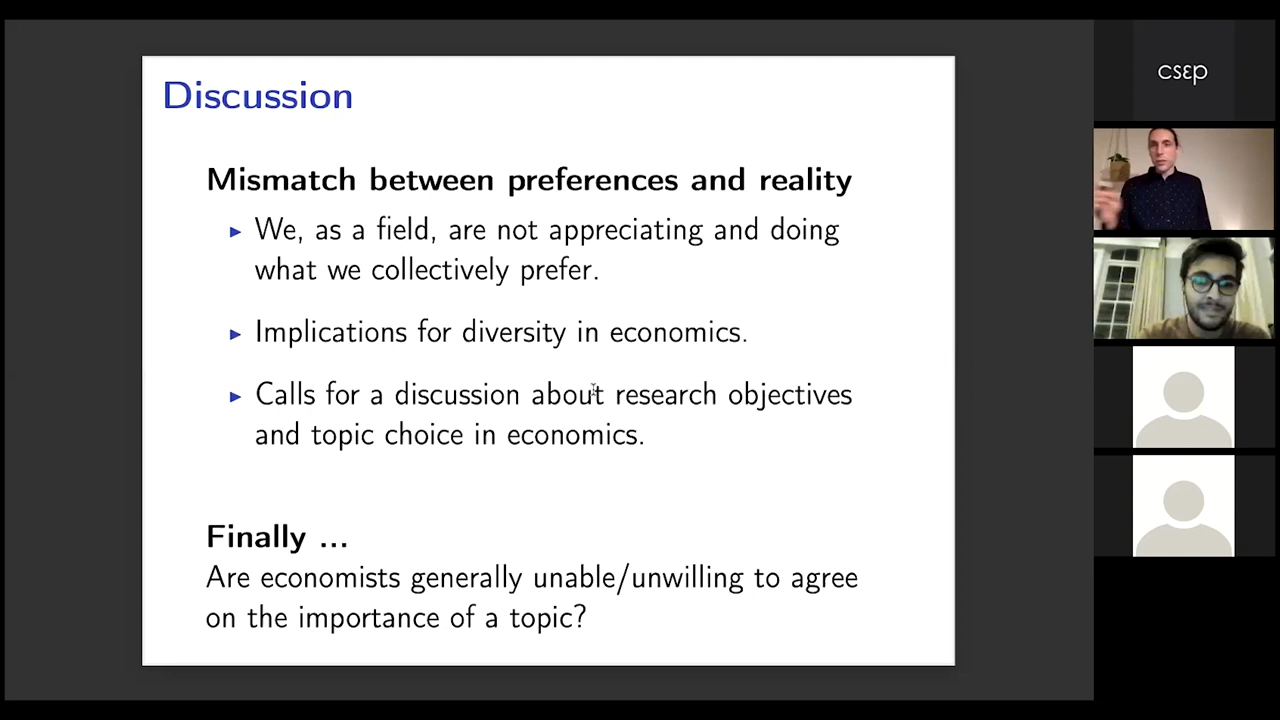 Discussion
Mismatch between preferences and reality
We, as a field, are not appreciating and doing
what we collectively prefer.
Implications for diversity in economics.
Calls for a discussion about research objectives
and topic choice in economics.
Finally ...
Are economists generally unable/unwilling to agree
on the importance of a topic?
csεp